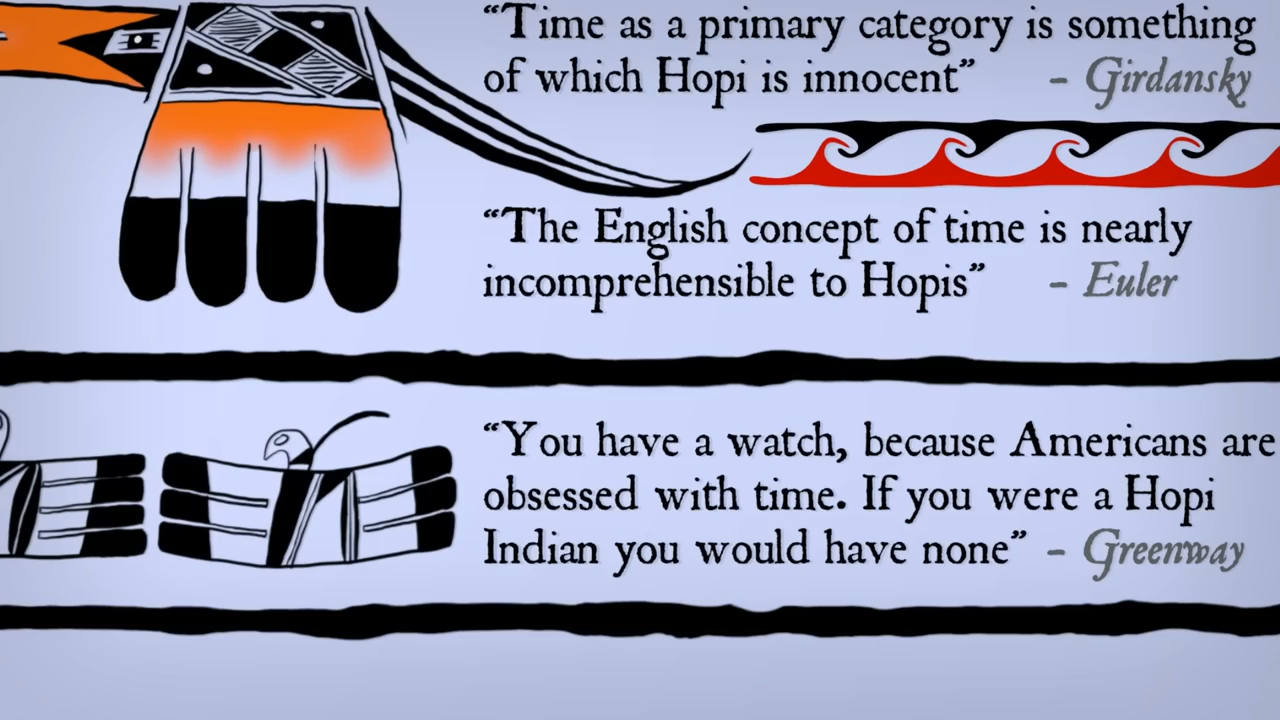 “Time as a primary category is something
of which Hopi is innocent” – Girdansky
“The English concept of time is nearly
incomprehensible to Hopis” – Euler
“You have a watch, because Americans are
obsessed with time. If you were a Hopi
Indian you would have none” – Greenway